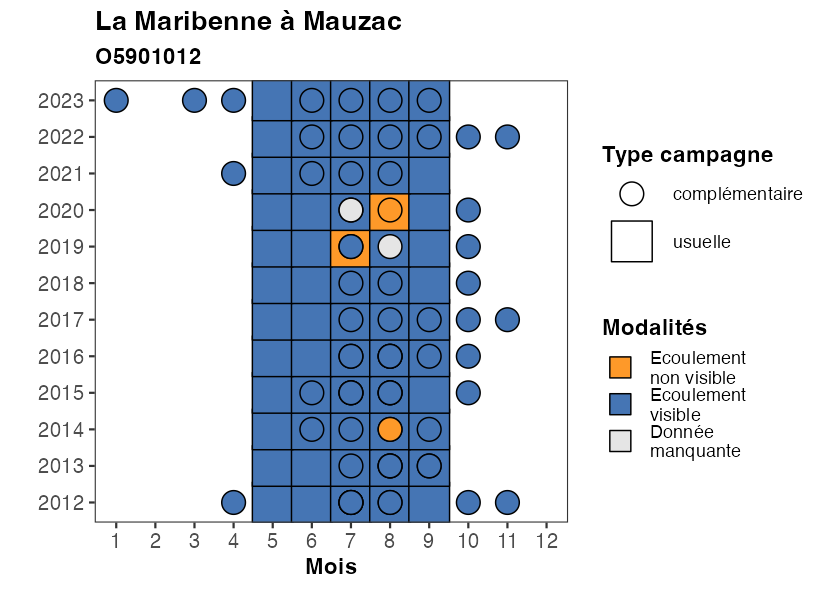 La Maribenne à Mauzac
O5901012
2023
2022
2021
2020
2019
2018
2017
2016
2015
2014
2013
2012
1 2 3 4 5 6 7 8 9 10 11 12
Mois
Type campagne
complémentaire
usuelle
Modalités
Ecoulement
non visible
Ecoulement
visible
Donnée
manquante